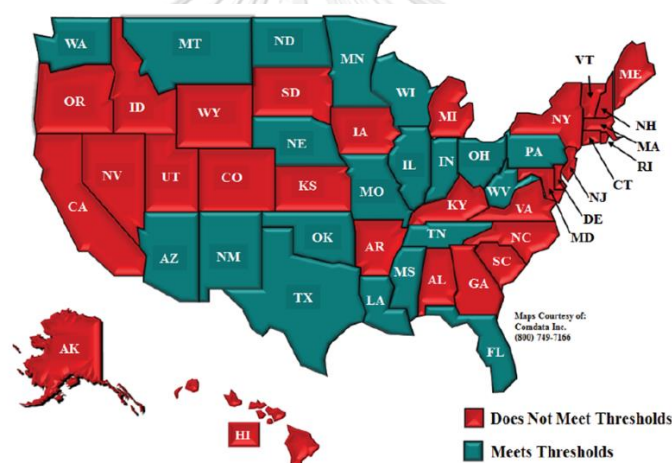 WA
MT
ND
MN
VT
ME
OR
ID
SD
WI
MI
NY
NH
WY
MA
IA
RI
NE
PA
NV
IL
IN
OH
CT
UT
CO
NJ
CA
KS
MO
WV
VA
DE
KY
MD
NC
TN
OK
AR
SC
AZ
NM
MS
AL
GA
TX
LA
Maps Courtesy of:
Comdata Inc.
(800) 749-7166
AK
FL
Does Not Meet Thresholds
HI
Meets Thresholds